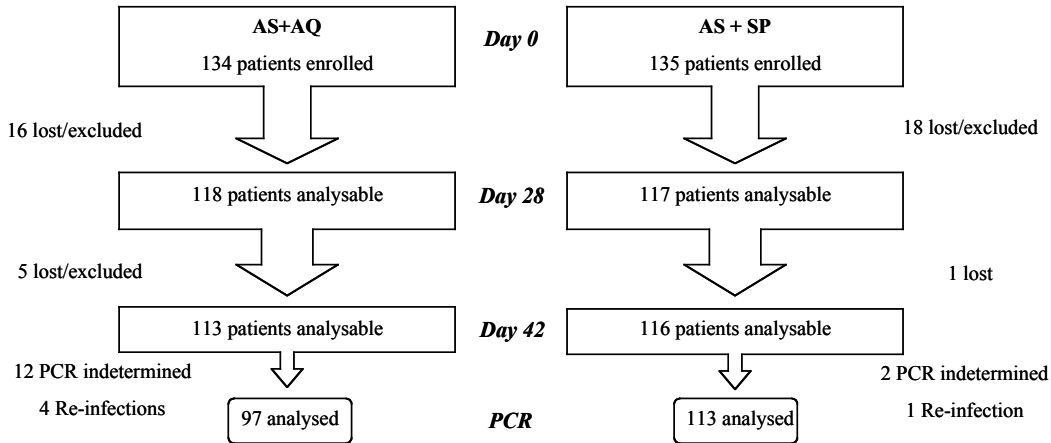 AS+AQ
134 patients enrolled
Day 0
AS + SP
135 patients enrolled
16 lost/excluded
18 lost/excluded
118 patients analysable
Day 28
117 patients analysable
5 lost/excluded
1 lost
113 patients analysable
Day 42
116 patients analysable
12 PCR indetermined
4 Re-infections
2 PCR indetermined
1 Re-infection
97 analysed
PCR
113 analysed